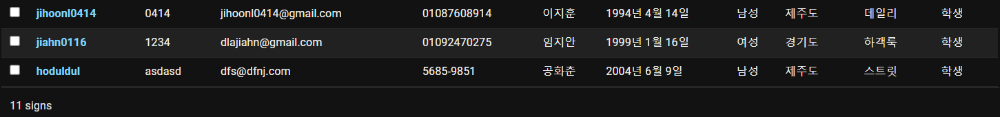 jihoonl0414 0414 jihoonl0414@gmail.com 01087608914 이지훈 1994년 4월 14일 남성 제주도 데일리 학생
jiahn0116 1234 dlajiahn@gmail.com 01092470275 임지안 1999년 1월 16일 여성 경기도 하객룩 학생
hoduldul asdasd dfs@dfnj.com 5685-9851 공화춘 2004년 6월 9일 남성 제주도 스트릿 학생
11 signs